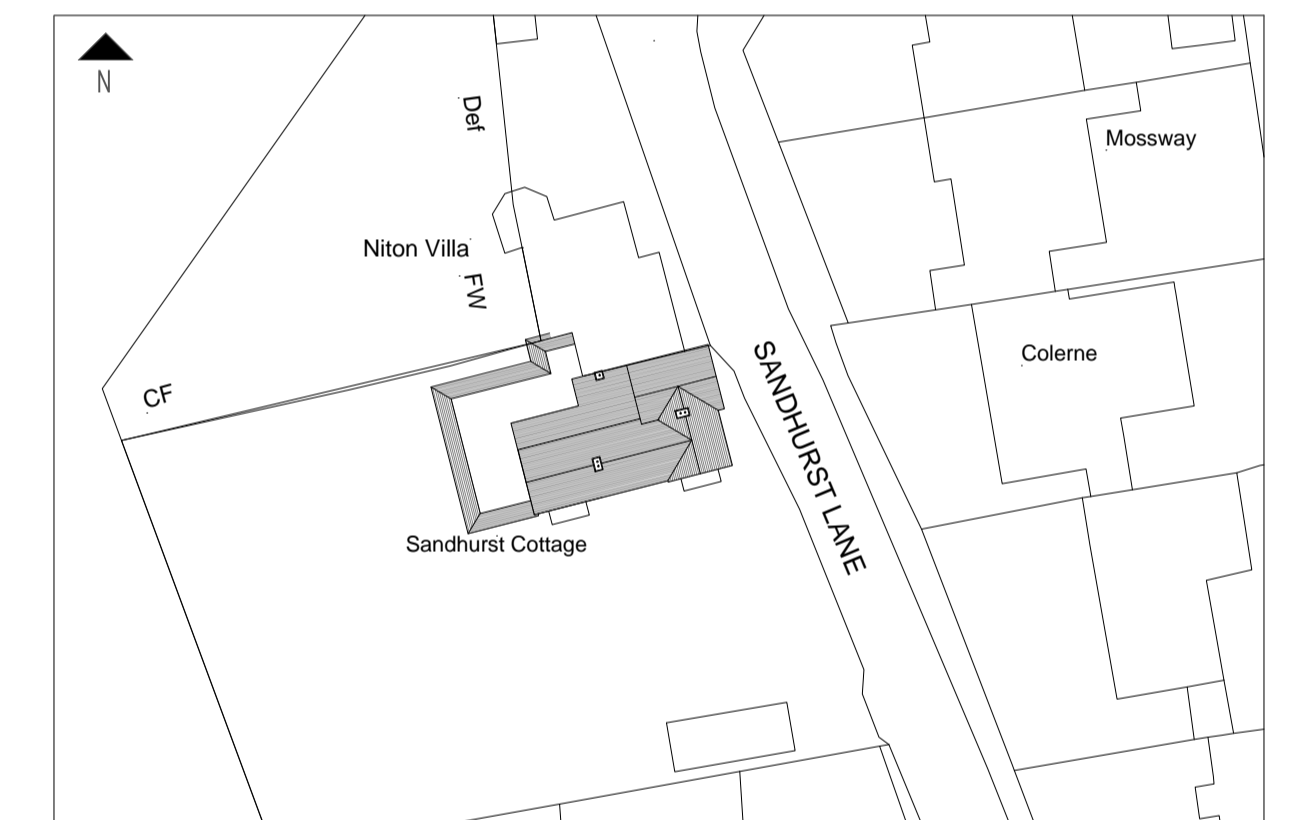 N
Def
Mossway
Niton Villa
FW
SANDHURST LANE
Colerne
CF
Sandhurst Cottage